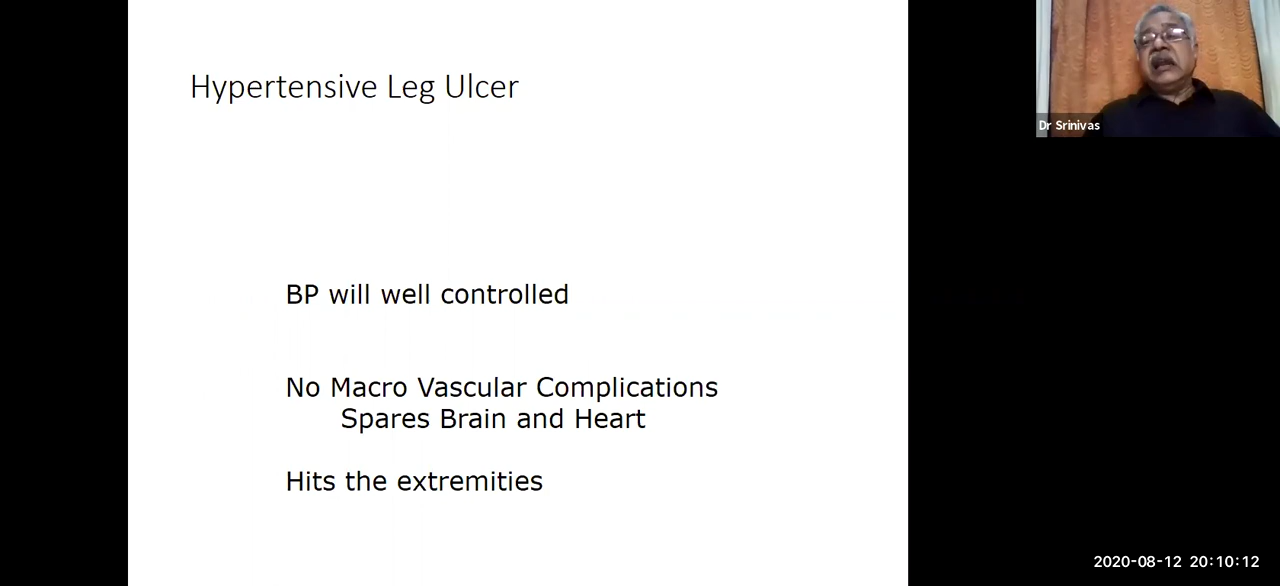 Hypertensive Leg Ulcer
BP will well controlled
No Macro Vascular Complications
Spares Brain and Heart
Hits the extremities
Dr Srinivas
2020-08-12 20:10:12